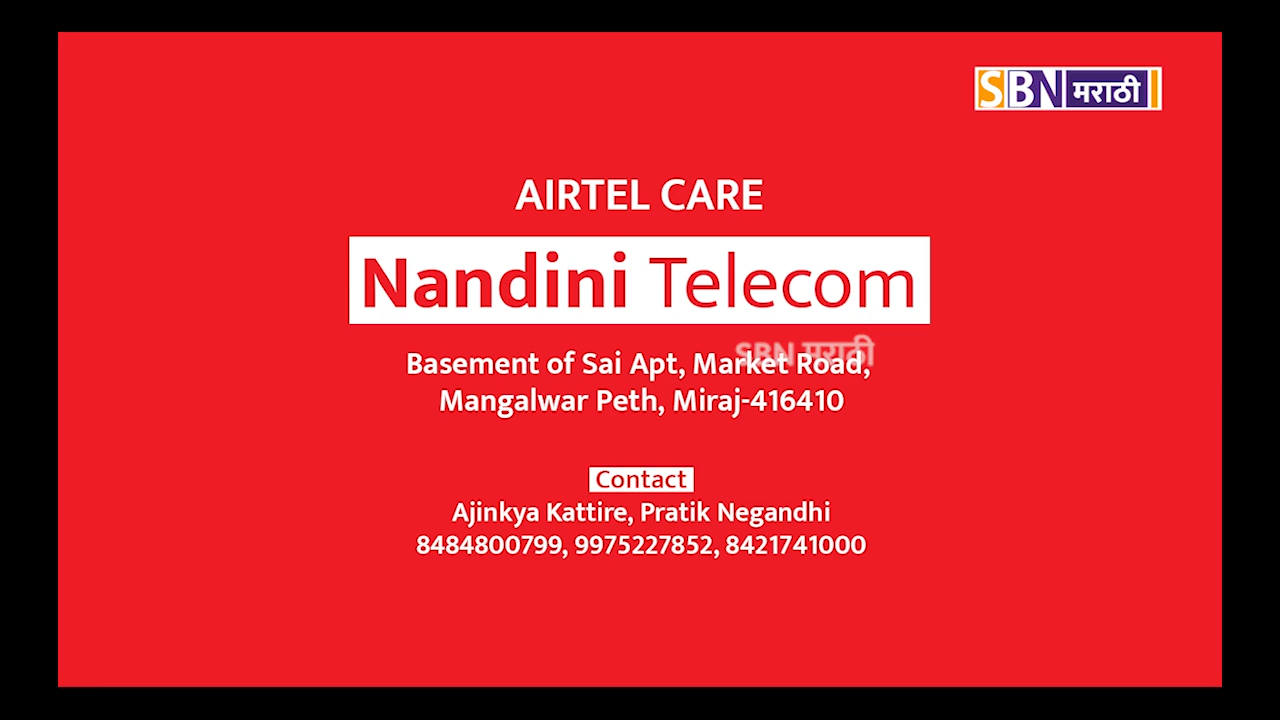 SBN मराठी
AIRTEL CARE
Nandini Telecom
SBN मराठी
Basement of Sai Apt, Market Road,
Mangalwar Peth, Miraj-416410
Contact
Ajinkya Kattire, Pratik Negandhi
8484800799, 9975227852, 8421741000